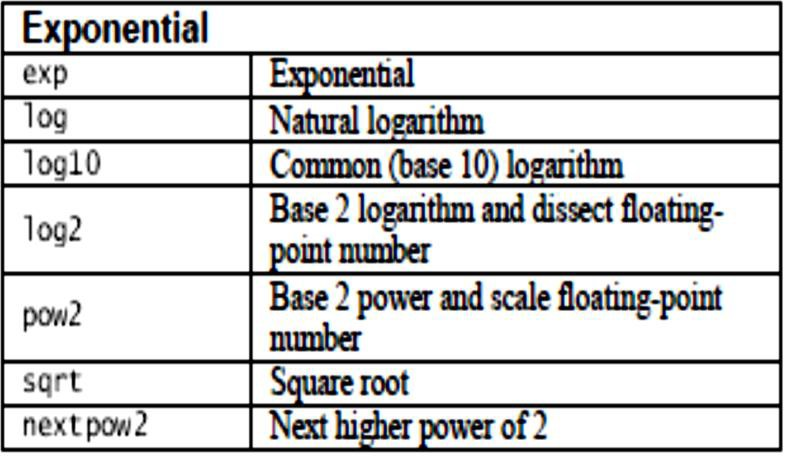 Exponential
exp Exponential
log Natural logarithm
log10 Common (base 10) logarithm
log2 Base 2 logarithm and dissect floating-
point number
pow2 Base 2 power and scale floating-point
number
sqrt Square root
nextpow2 Next higher power of 2